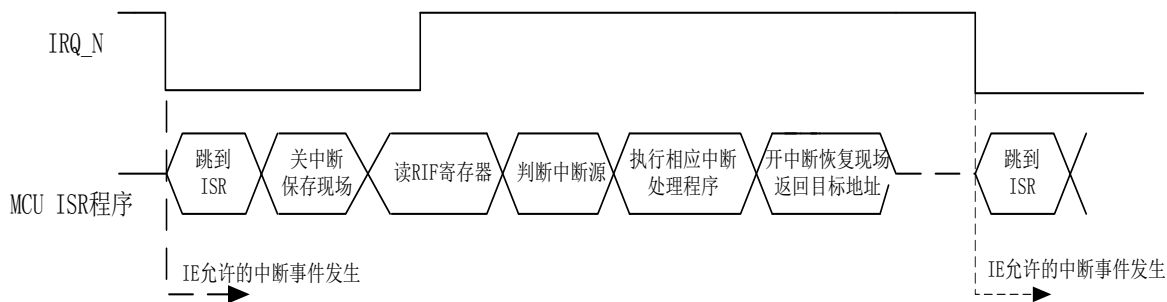 IRQ_N
MCU ISR程序
跳到
ISR
关中断
保存现场
读RIF寄存器
判断中断源
执行相应中断
处理程序
开中断恢复现场
返回目标地址
跳到
ISR
IE允许的中断事件发生
IE允许的中断事件发生